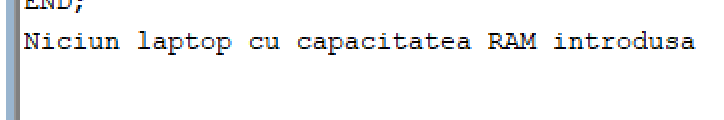 END;
Niciun laptop cu capacitatea RAM introdusa